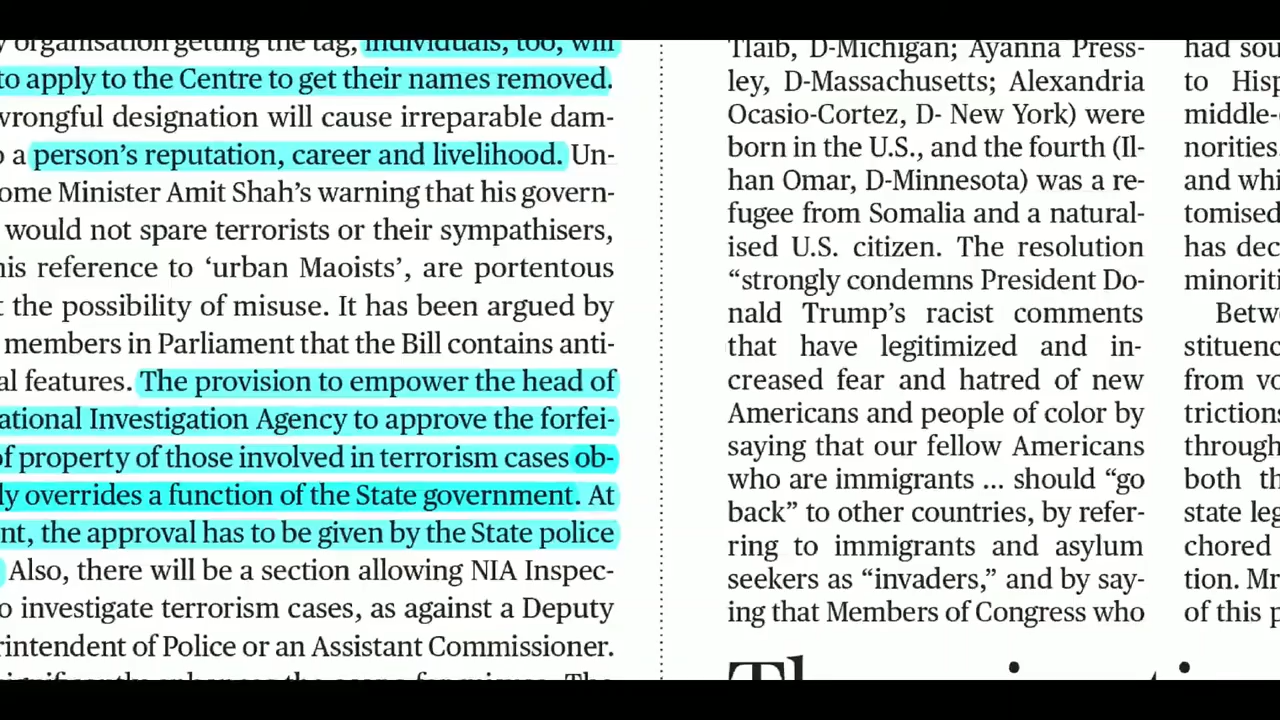 organisation getting the tag, individuals, too, will
to apply to the Centre to get their names removed.
wrongful designation will cause irreparable dam-
a person’s reputation, career and livelihood. Un-
ome Minister Amit Shah’s warning that his govern-
would not spare terrorists or their sympathisers,
his reference to ‘urban Maoists’, are portentous
the possibility of misuse. It has been argued by
members in Parliament that the Bill contains anti-
al features. The provision to empower the head of
ational Investigation Agency to approve the forfei-
of property of those involved in terrorism cases ob-
ly overrides a function of the State government. At
nt, the approval has to be given by the State police
Also, there will be a section allowing NIA Inspec-
o investigate terrorism cases, as against a Deputy
rintendent of Police or an Assistant Commissioner.
Tlaib, D-Michigan; Ayanna Press-
ley, D-Massachusetts; Alexandria
Ocasio-Cortez, D- New York) were
born in the U.S., and the fourth (Il-
han Omar, D-Minnesota) was a re-
fugee from Somalia and a natural-
ised U.S. citizen. The resolution
“strongly condemns President Do-
nald Trump’s racist comments
that have legitimized and in-
creased fear and hatred of new
Americans and people of color by
saying that our fellow Americans
who are immigrants ... should “go
back” to other countries, by refer-
ring to immigrants and asylum
seekers as “invaders,” and by say-
ing that Members of Congress who
had sou
to Hisp
middle-
norities
and whi
tomised
has dec
minoriti
Betw
stituenc
from vo
trictions
through
both th
state leg
chored
tion. Mr
of this p